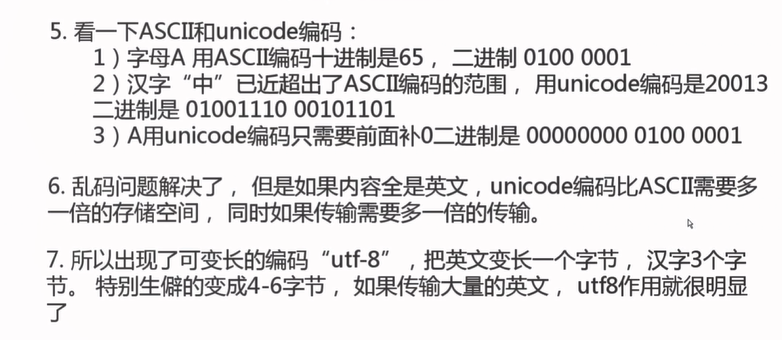 5. 看一下ASCII和unicode编码：
1）字母A 用ASCII编码十进制是65， 二进制 0100 0001
2）汉字“中”已近超出了ASCII编码的范围， 用unicode编码是20013
二进制是 01001110 00101101
3）A用unicode编码只需要前面补0二进制是 00000000 0100 0001
6. 乱码问题解决了， 但是如果内容全是英文，unicode编码比ASCII需要多
一倍的存储空间， 同时如果传输需要多一倍的传输。
7. 所以出现了可变长的编码“utf-8”，把英文变长一个字节， 汉字3个字
节。 特别生僻的变成4-6字节， 如果传输大量的英文， utf8作用就很明显
了